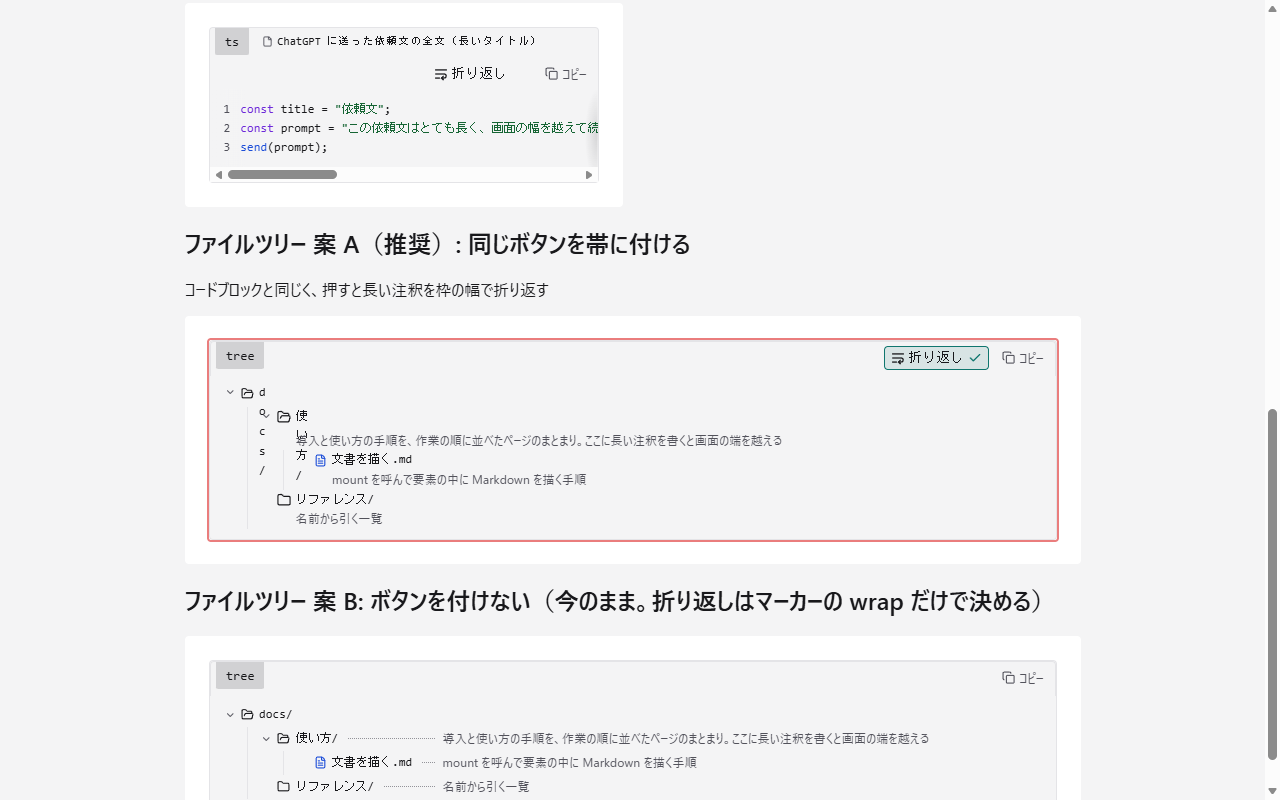 ts ChatGPT に送った依頼文の全文（長いタイトル）
折り返し コピー
1 const title = "依頼文";
2 const prompt = "この依頼文はとても長く、画面の幅を越えて続
3 send(prompt);
ファイルツリー 案 A（推奨）: 同じボタンを帯に付ける
コードブロックと同じく、押すと長い注釈を枠の幅で折り返す
tree 折り返し コピー
docs/
使い方/
導入と使い方の手順を、作業の順に並べたページのまとまり。ここに長い注釈を書くと画面の端を越える
文書を描く.md
mount を呼んで要素の中に Markdown を描く手順
リファレンス/
名前から引く一覧
ファイルツリー 案 B: ボタンを付けない（今のまま。折り返しはマーカーの wrap だけで決める）
tree コピー
docs/
使い方/ 導入と使い方の手順を、作業の順に並べたページのまとまり。ここに長い注釈を書くと画面の端を越える
文書を描く.md mount を呼んで要素の中に Markdown を描く手順
リファレンス/ 名前から引く一覧